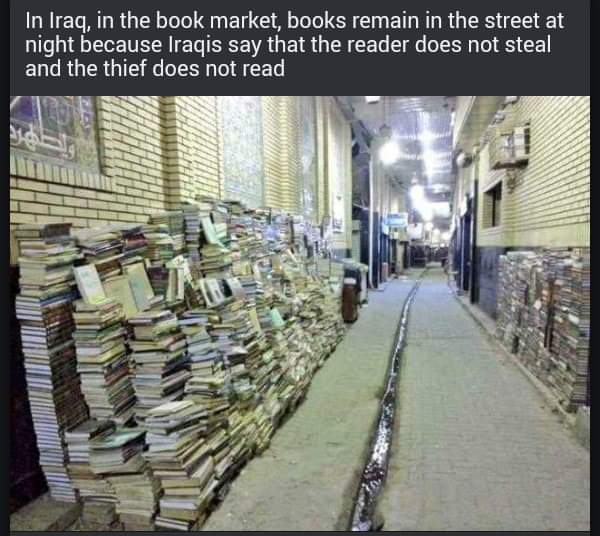 In Iraq, in the book market, books remain in the street at
night because Iraqis say that the reader does not steal
and the thief does not read